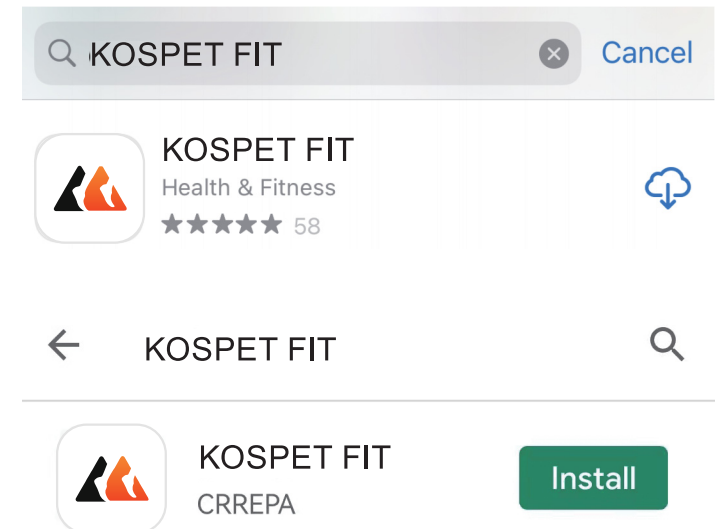 KOSPET FIT Cancel
KOSPET FIT
Health & Fitness
58
KOSPET FIT
KOSPET FIT
Install
CRREPA